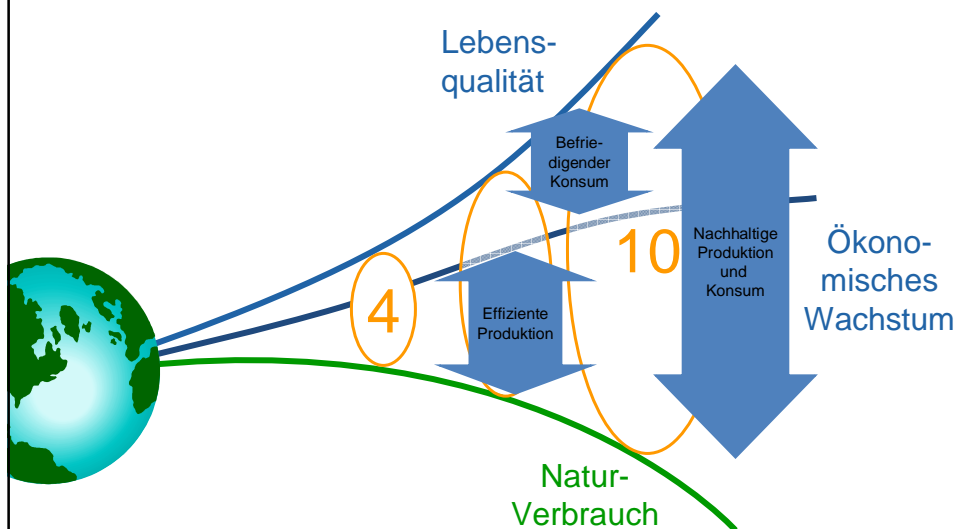 Lebens-
qualität
Befrie-
digender
Konsum
4
10
Effiziente
Produktion
Nachhaltige
Produktion
und
Konsum
Ökono-
misches
Wachstum
Natur-
Verbrauch